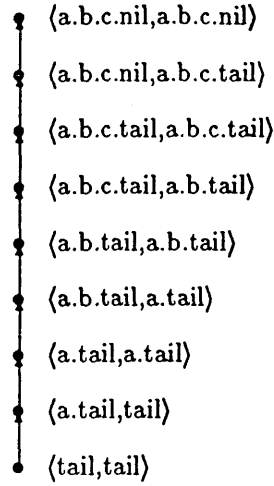 ⟨a.b.c.nil,a.b.c.nil⟩
⟨a.b.c.nil,a.b.c.tail⟩
⟨a.b.c.tail,a.b.c.tail⟩
⟨a.b.c.tail,a.b.tail⟩
⟨a.b.tail,a.b.tail⟩
⟨a.b.tail,a.tail⟩
⟨a.tail,a.tail⟩
⟨a.tail,tail⟩
⟨tail,tail⟩